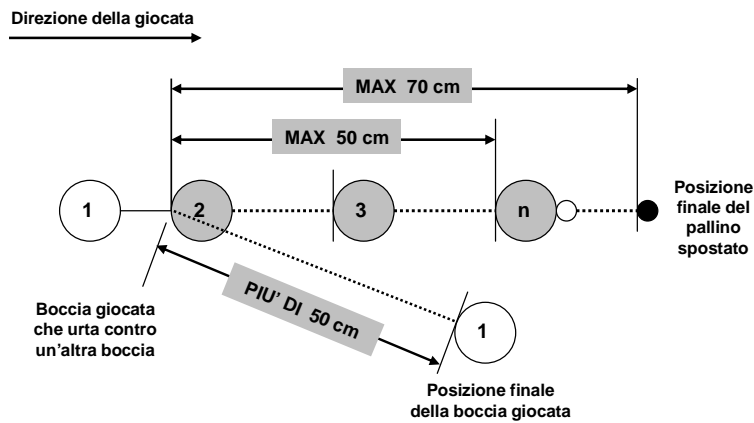 Direzione della giocata
MAX 70 cm
MAX 50 cm
1
2
3
n
Posizione
finale del
pallino
spostato
PIU' DI 50 cm
1
Boccia giocata
che urta contro
un'altra boccia
Posizione finale
della boccia giocata